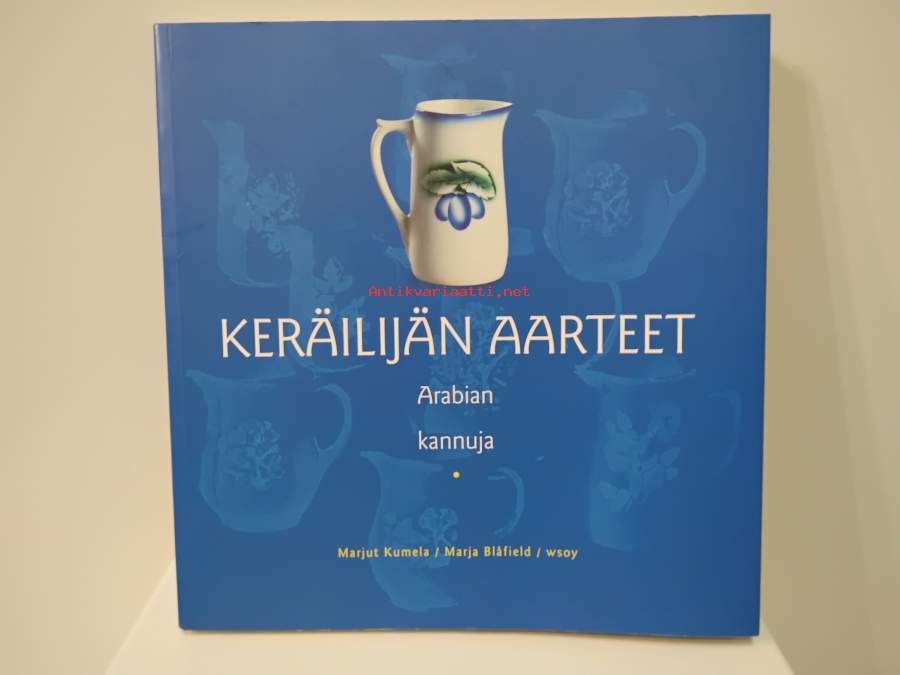 Antikvariaatti.net
KERÄILIJÄN AARTEET
Arabian
kannuja
Marjut Kumela / Marja Blåfield / wsoy